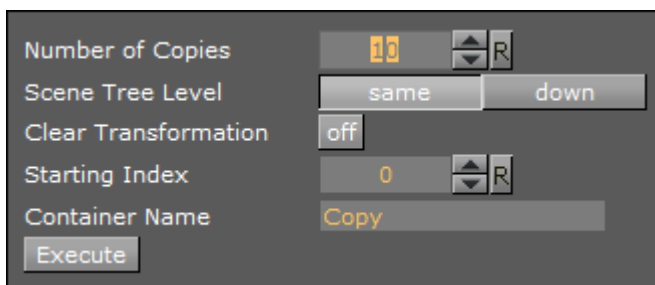 Number of Copies 10 R
Scene Tree Level same down
Clear Transformation off
Starting Index 0 R
Container Name Copy
Execute